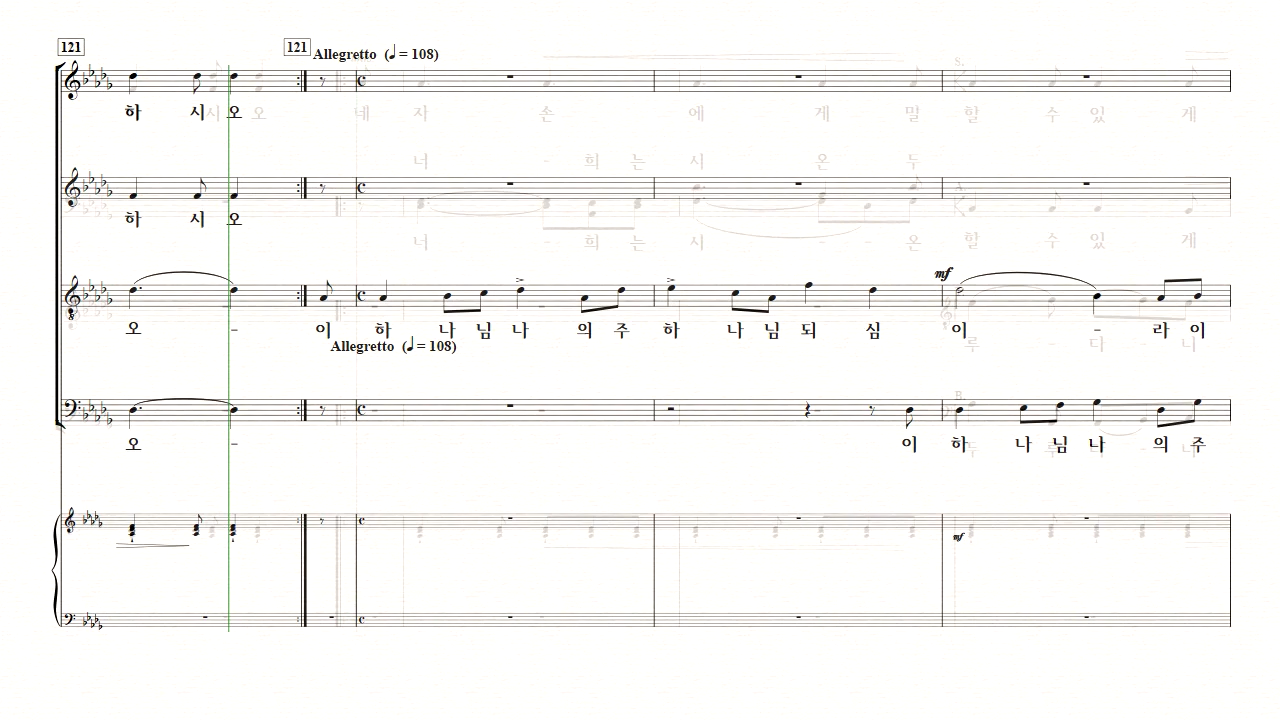 121 121 Allegretto (♩ = 108)
하 시 오
하 시 오
mf
오 - 이 하 나 님 나 의 주 하 나 님 되 심 이 - 라 이
Allegretto (♩ = 108)
오 - 이 하 나 님 나 의 주
mf